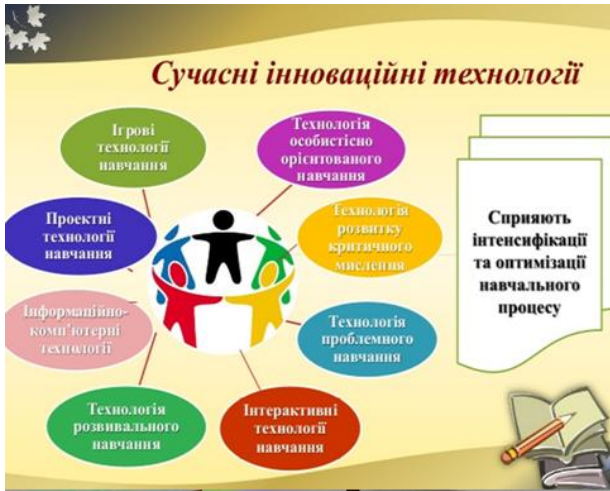 Сучасні інноваційні технології
Ігрові
технології
навчання
Технологія
особистісно
орієнтованого
навчання
Проектні
технології
навчання
Технологія
розвитку
критичного
мислення
Інформаційно-
комп'ютерні
технології
Технологія
проблемного
навчання
Технологія
розвивального
навчання
Інтерактивні
технології
навчання
Сприяють
інтенсифікації
та оптимізації
навчального
процесу